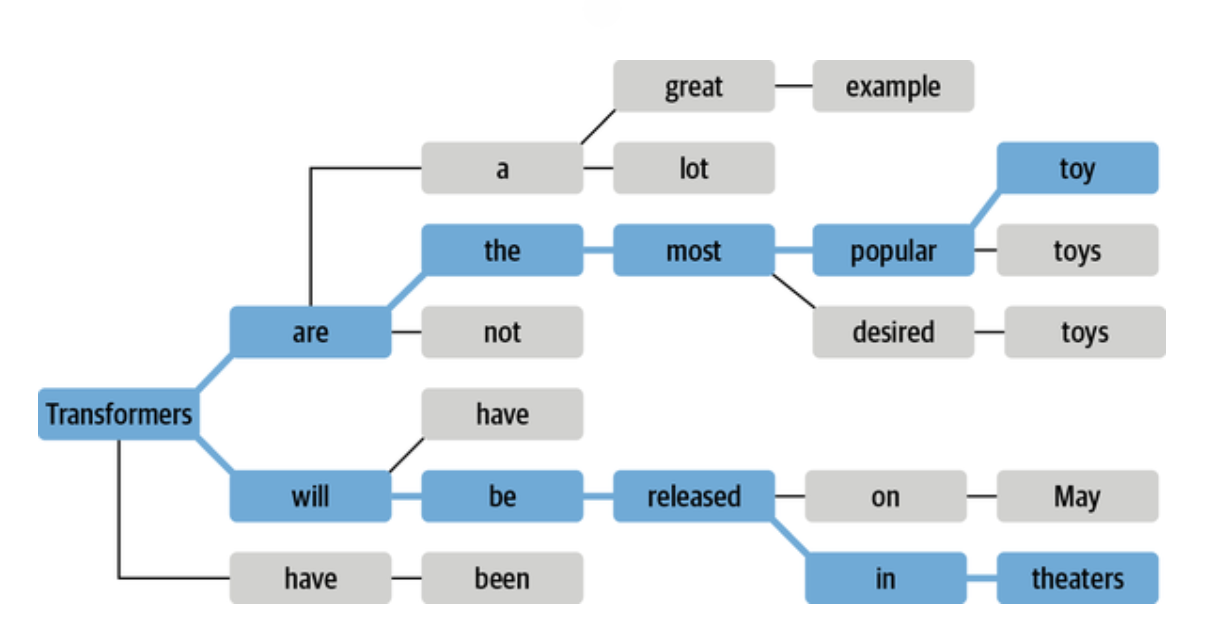 great example
a lot toy
the most popular toys
are not desired toys
Transformers have
will be released on May
have been in theaters